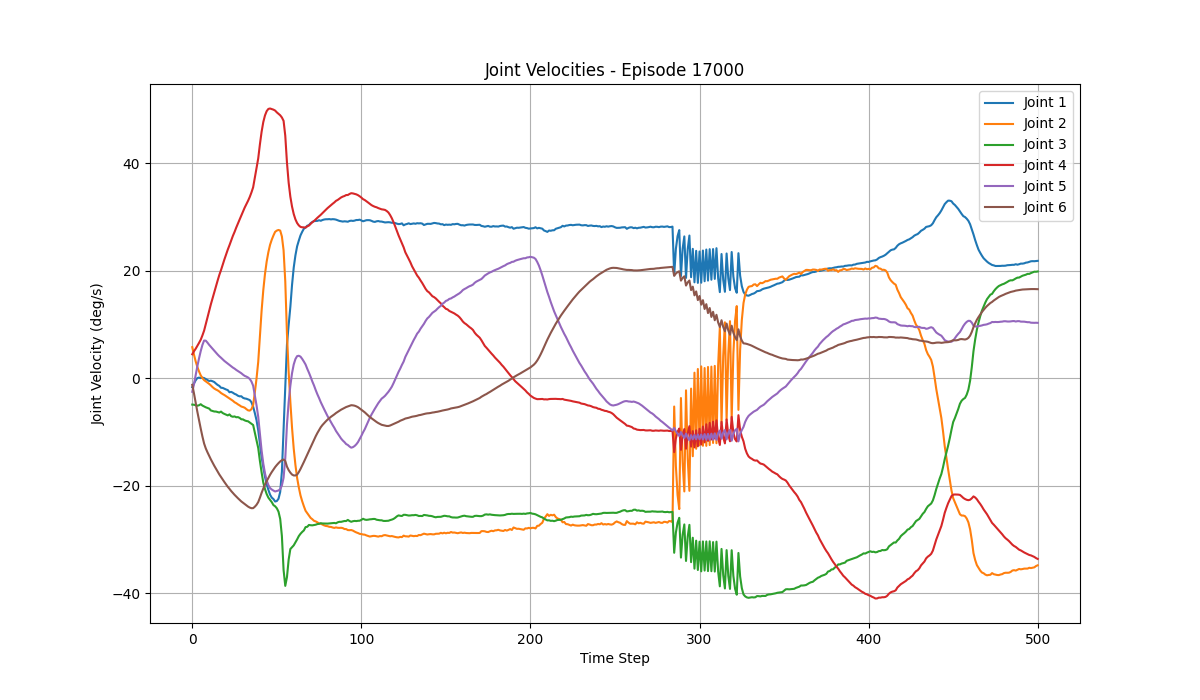 Joint Velocities - Episode 17000
Joint Velocity (deg/s)
40
20
0
−20
−40
0
100
200
300
400
500
Time Step
Joint 1
Joint 2
Joint 3
Joint 4
Joint 5
Joint 6